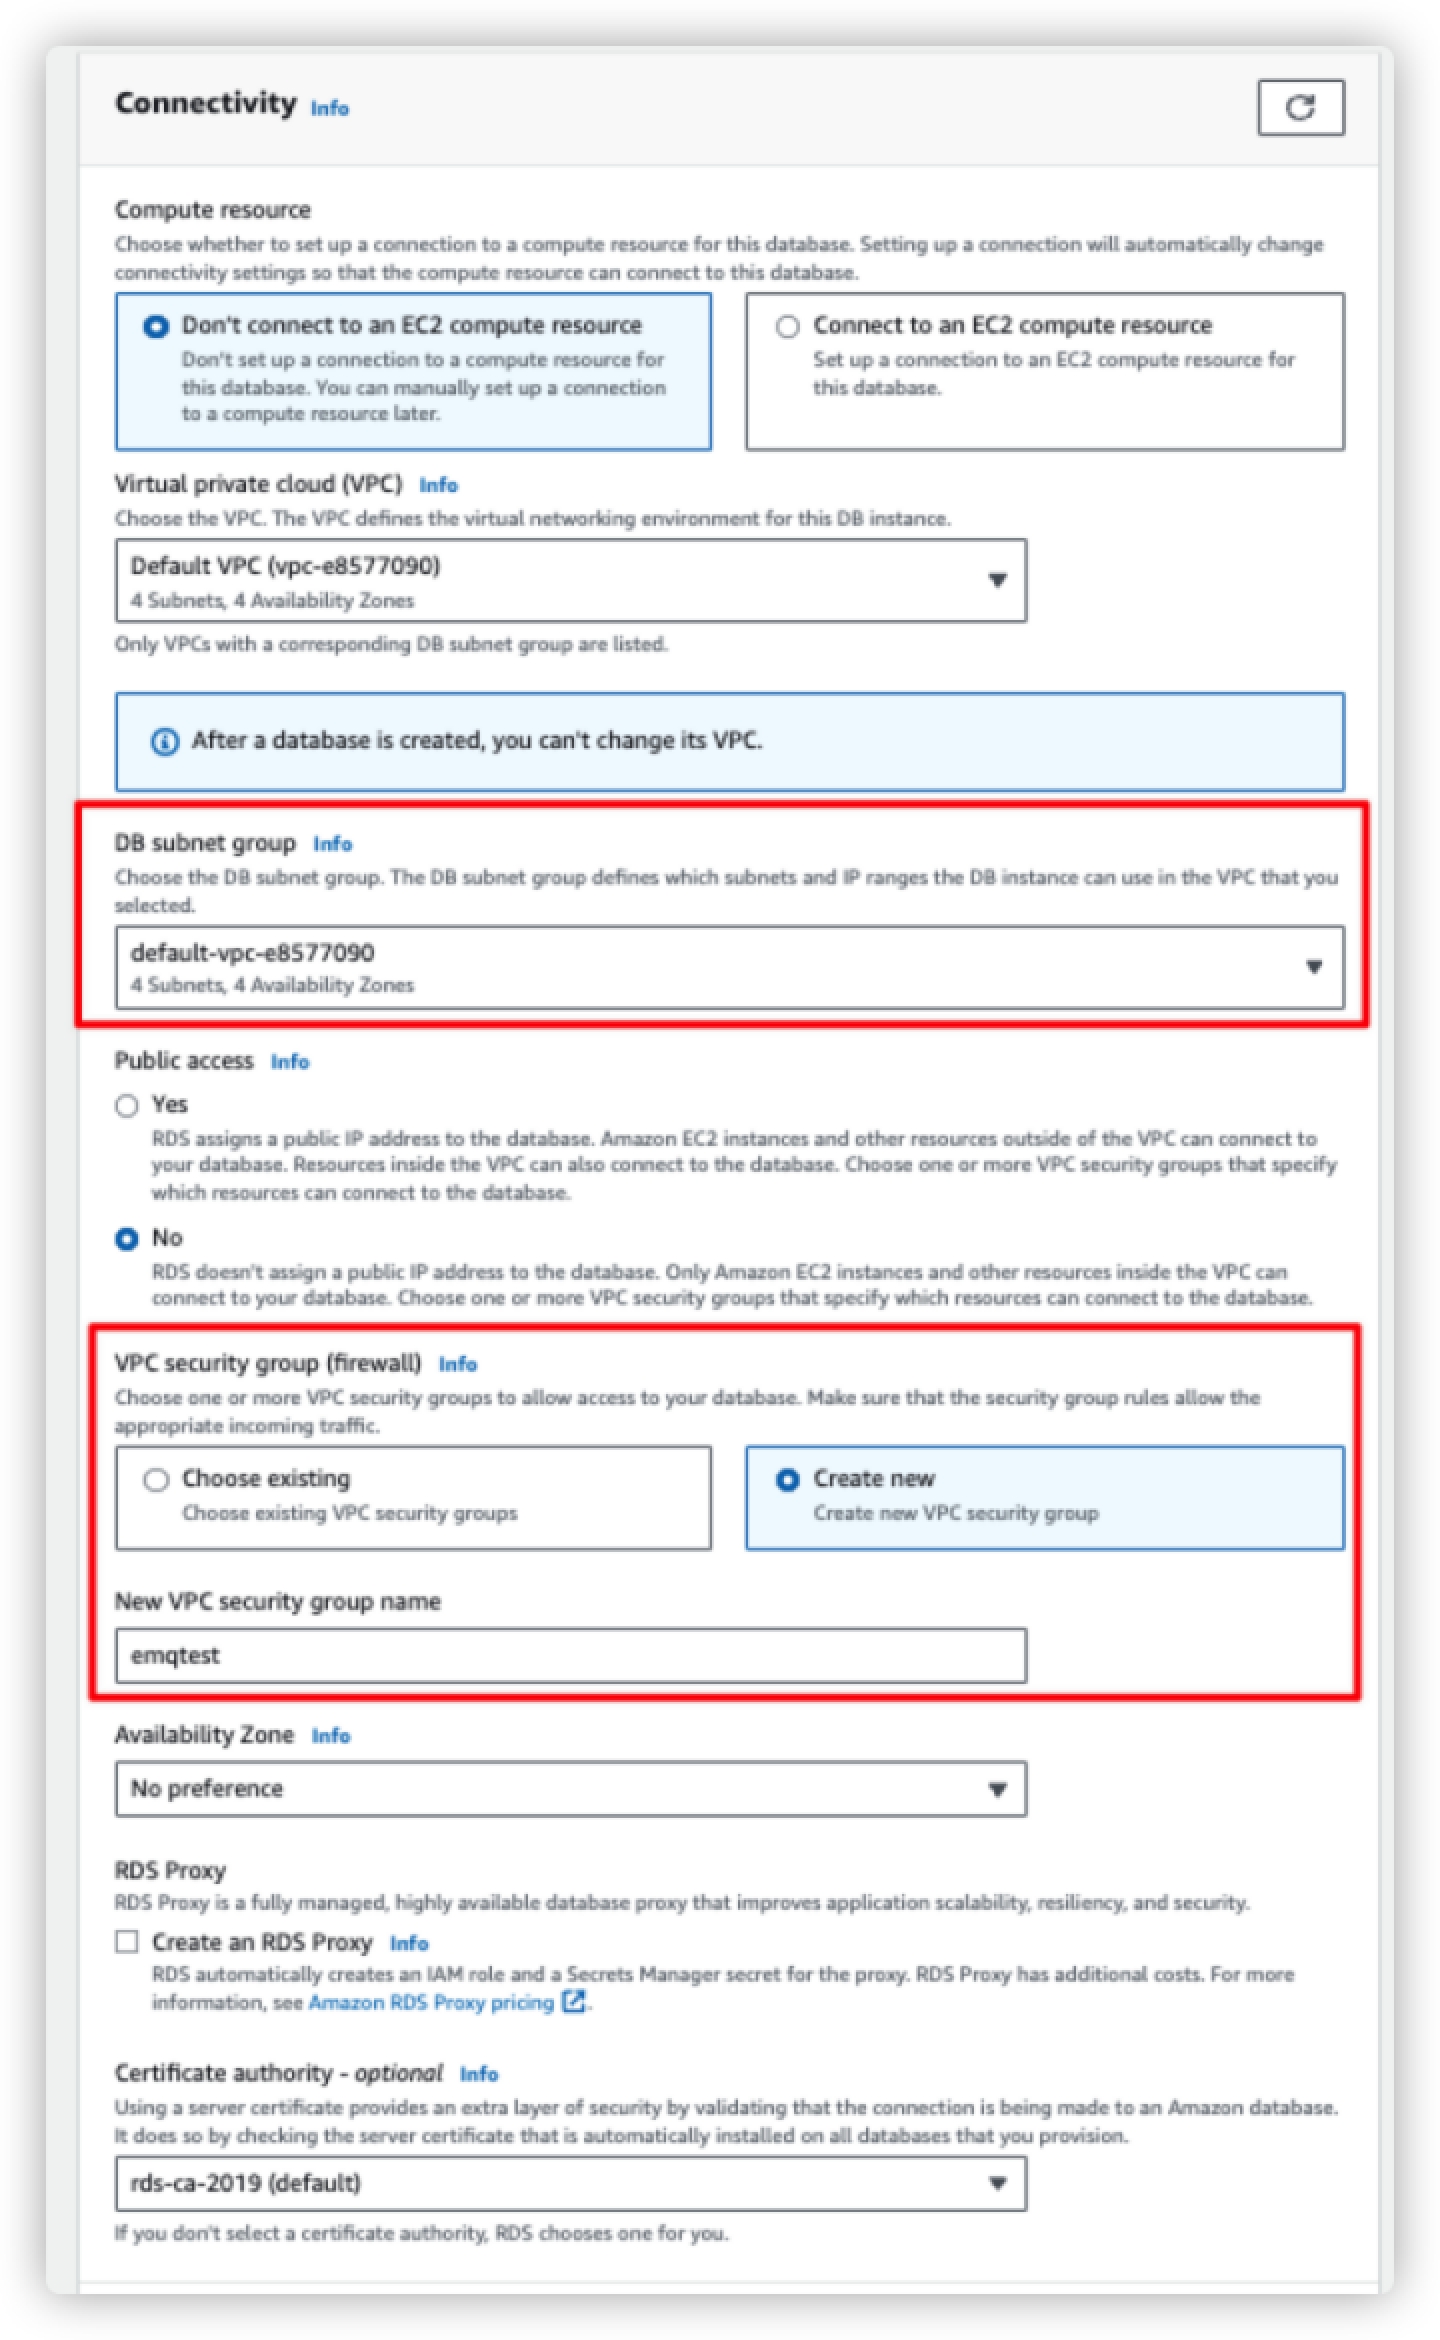 Connectivity Info
Compute resource
Choose whether to set up a connection to a compute resource for this database. Setting up a connection will automatically change
connectivity settings so that the compute resource can connect to this database.
Don't connect to an EC2 compute resource
Don't set up a connection to a compute resource for
this database. You can manually set up a connection
to a compute resource later.
Connect to an EC2 compute resource
Set up a connection to an EC2 compute resource for
this database.
Virtual private cloud (VPC) Info
Choose the VPC. The VPC defines the virtual networking environment for this DB instance.
Default VPC (vpc-e8577090)
4 Subnets, 4 Availability Zones
Only VPCs with a corresponding DB subnet group are listed.
After a database is created, you can't change its VPC.
DB subnet group Info
Choose the DB subnet group. The DB subnet group defines which subnets and IP ranges the DB instance can use in the VPC that you
selected.
default-vpc-e8577090
4 Subnets, 4 Availability Zones
Public access Info
Yes
RDS assigns a public IP address to the database. Amazon EC2 instances and other resources outside of the VPC can connect to
your database. Resources inside the VPC can also connect to the database. Choose one or more VPC security groups that specify
which resources can connect to the database.
No
RDS doesn't assign a public IP address to the database. Only Amazon EC2 instances and other resources inside the VPC can
connect to your database. Choose one or more VPC security groups that specify which resources can connect to the database.
VPC security group (firewall) Info
Choose one or more VPC security groups to allow access to your database. Make sure that the security group rules allow the
appropriate incoming traffic.
Choose existing
Choose existing VPC security groups
Create new
Create new VPC security group
New VPC security group name
emqtest
Availability Zone Info
No preference
RDS Proxy
RDS Proxy is a fully managed, highly available database proxy that improves application scalability, resiliency, and security.
Create an RDS Proxy Info
RDS automatically creates an IAM role and a Secrets Manager secret for the proxy. RDS Proxy has additional costs. For more
information, see Amazon RDS Proxy pricing.
Certificate authority - optional Info
Using a server certificate provides an extra layer of security by validating that the connection is being made to an Amazon database.
It does so by checking the server certificate that is automatically installed on all databases that you provision.
rds-ca-2019 (default)
If you don't select a certificate authority, RDS chooses one for you.